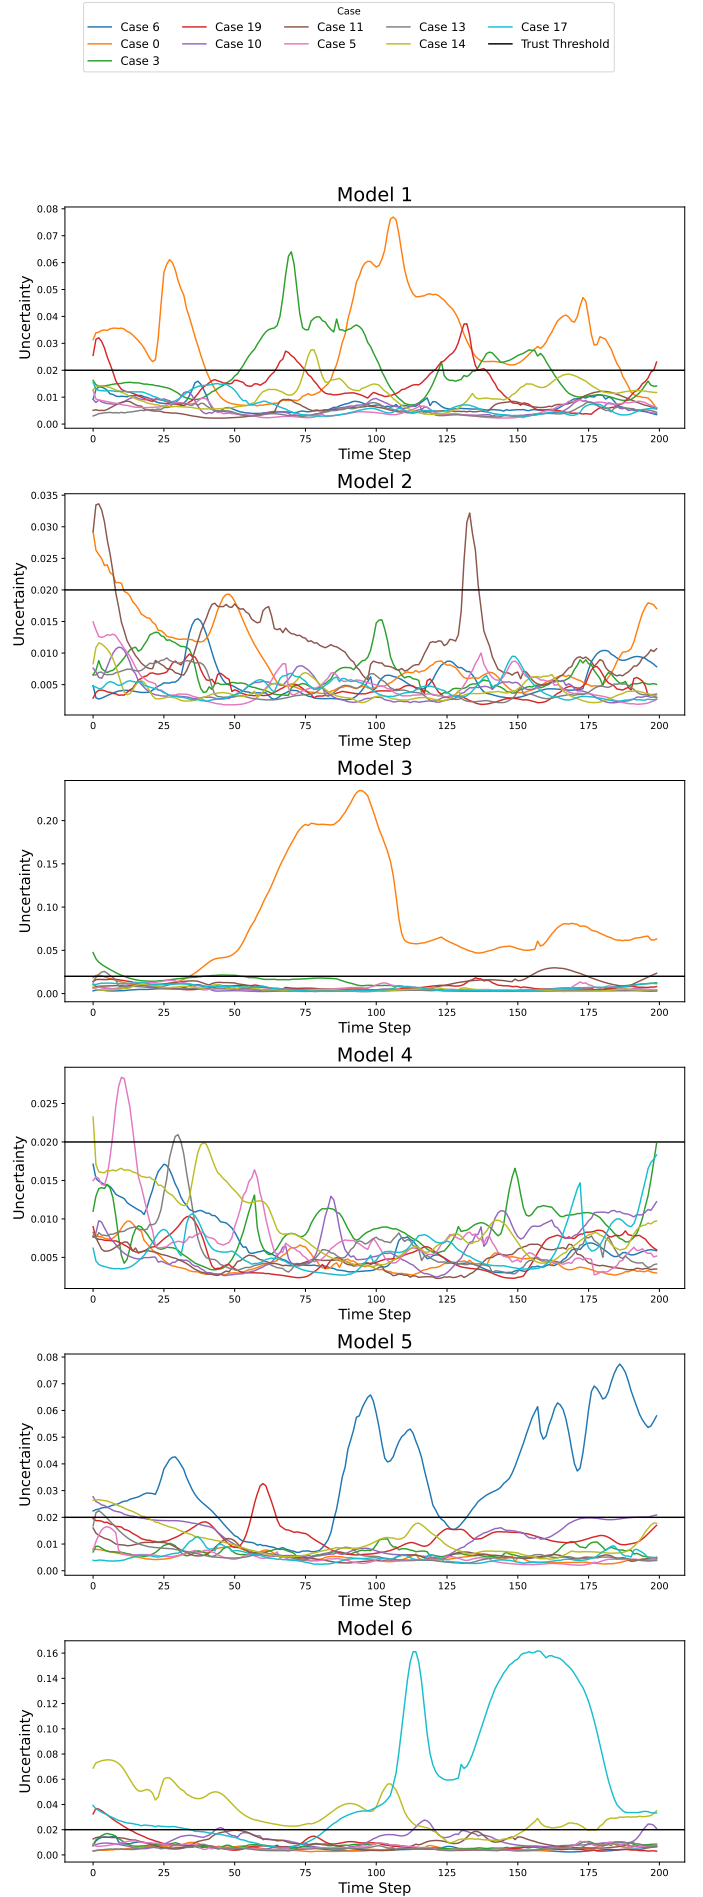 Case
Case 6 Case 19 Case 11 Case 13 Case 17
Case 0 Case 10 Case 5 Case 14 Trust Threshold
Case 3
Model 1
0.08
0.07
0.06
0.05
0.04
0.03
0.02
0.01
0.00
Uncertainty
0 25 50 75 100 125 150 175 200
Time Step
Model 2
0.035
0.030
0.025
0.020
0.015
0.010
0.005
Uncertainty
0 25 50 75 100 125 150 175 200
Time Step
Model 3
0.20
0.15
0.10
0.05
0.00
Uncertainty
0 25 50 75 100 125 150 175 200
Time Step
Model 4
0.025
0.020
0.015
0.010
0.005
Uncertainty
0 25 50 75 100 125 150 175 200
Time Step
Model 5
0.08
0.07
0.06
0.05
0.04
0.03
0.02
0.01
0.00
Uncertainty
0 25 50 75 100 125 150 175 200
Time Step
Model 6
0.16
0.14
0.12
0.10
0.08
0.06
0.04
0.02
0.00
Uncertainty
0 25 50 75 100 125 150 175 200
Time Step